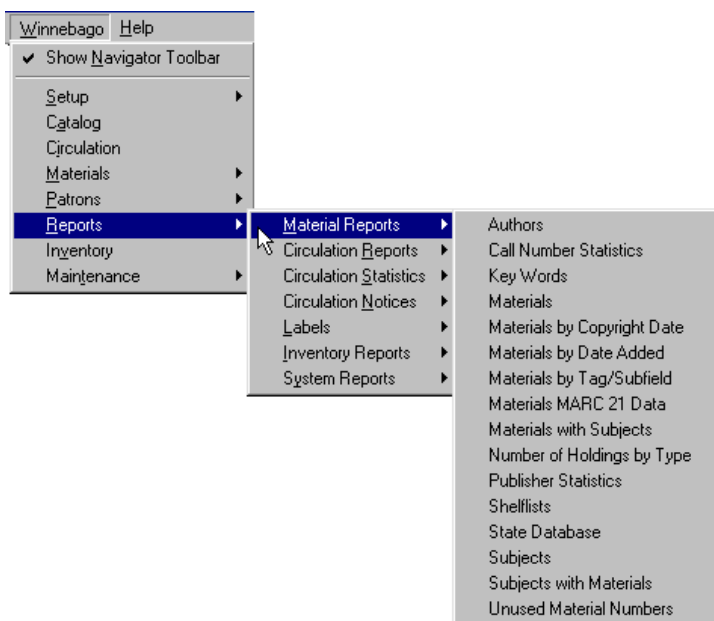 Winnebago Help
Show Navigator Toolbar
Setup
Catalog
Circulation
Materials
Patrons
Reports
Inventory
Maintenance
Material Reports
Circulation Reports
Circulation Statistics
Circulation Notices
Labels
Inventory Reports
System Reports
Authors
Call Number Statistics
Key Words
Materials
Materials by Copyright Date
Materials by Date Added
Materials by Tag/Subfield
Materials MARC 21 Data
Materials with Subjects
Number of Holdings by Type
Publisher Statistics
Shelflists
State Database
Subjects
Subjects with Materials
Unused Material Numbers